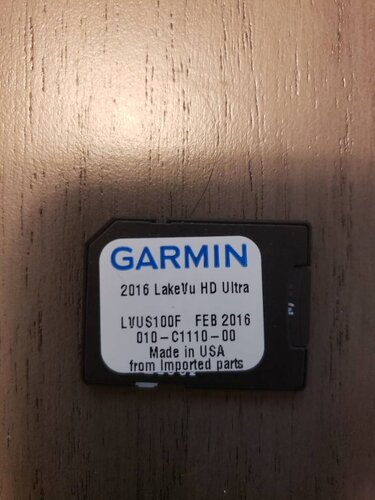 GARMIN
2016 LakeVu HD Ultra
LVUS100F FEB 2016
010-C1110-00
Made in USA
from Imported parts